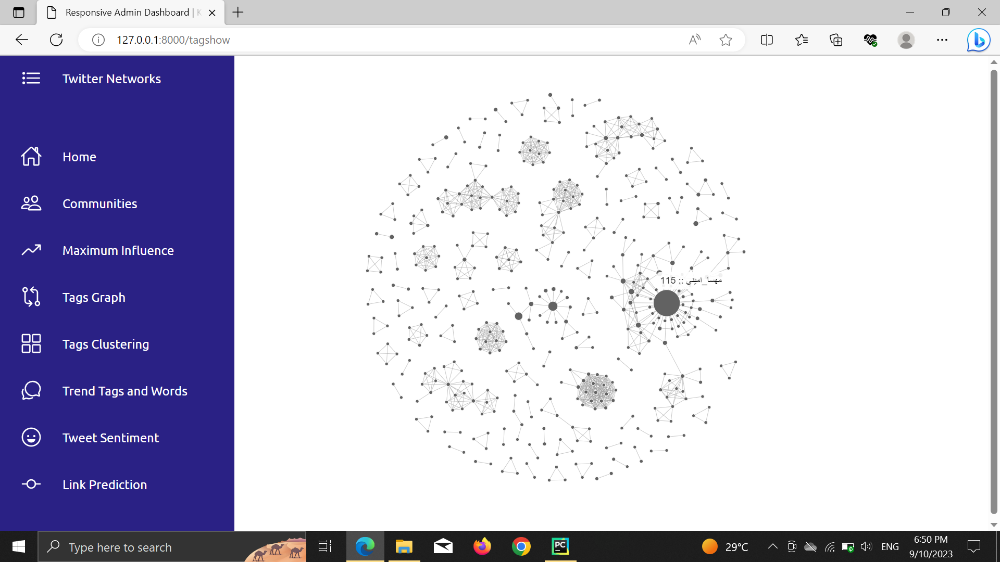 Responsive Admin Dashboard | K
127.0.0.1:8000/tagshow
Twitter Networks
Home
Communities
Maximum Influence
Tags Graph
Tags Clustering
Trend Tags and Words
Tweet Sentiment
Link Prediction
مهسا_امینی :: 115
Type here to search
PC
29°C
ENG
6:50 PM
9/10/2023